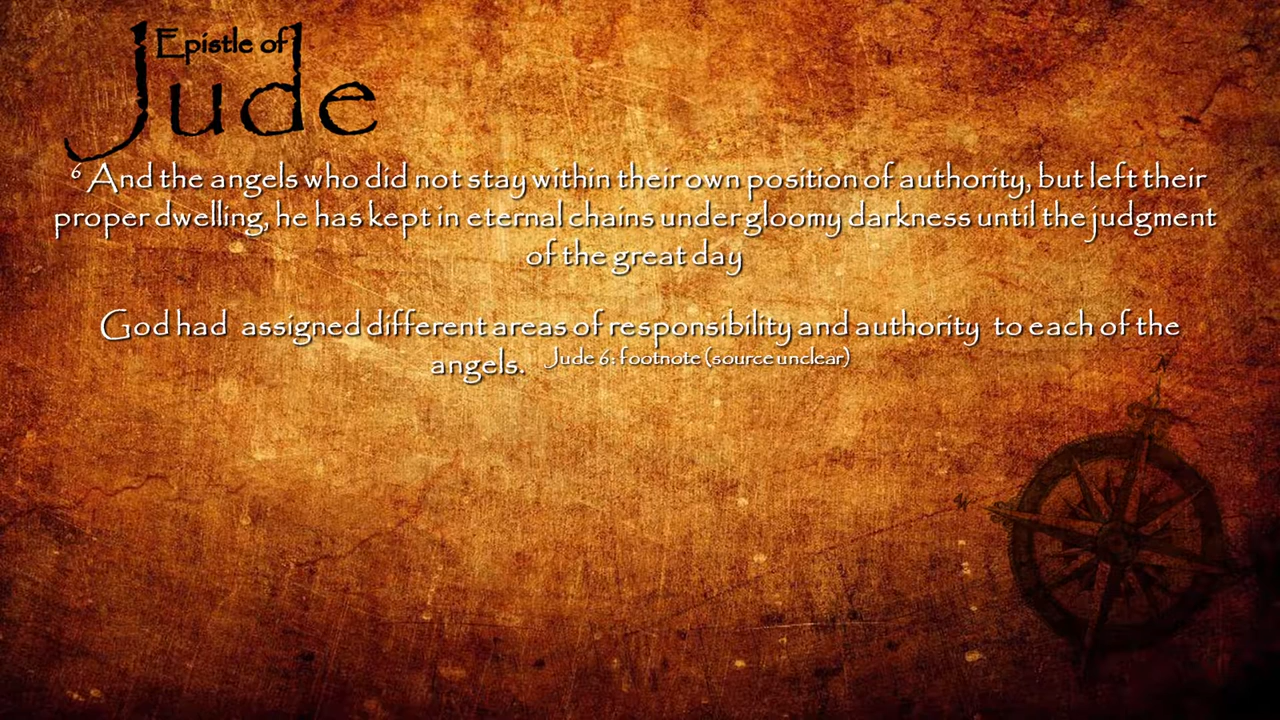 Epistle of
Jude
⁶ And the angels who did not stay within their own position of authority, but left their
proper dwelling, he has kept in eternal chains under gloomy darkness until the judgment
of the great day
God had assigned different areas of responsibility and authority to each of the
angels. Jude 6: footnote (source unclear)
N
W